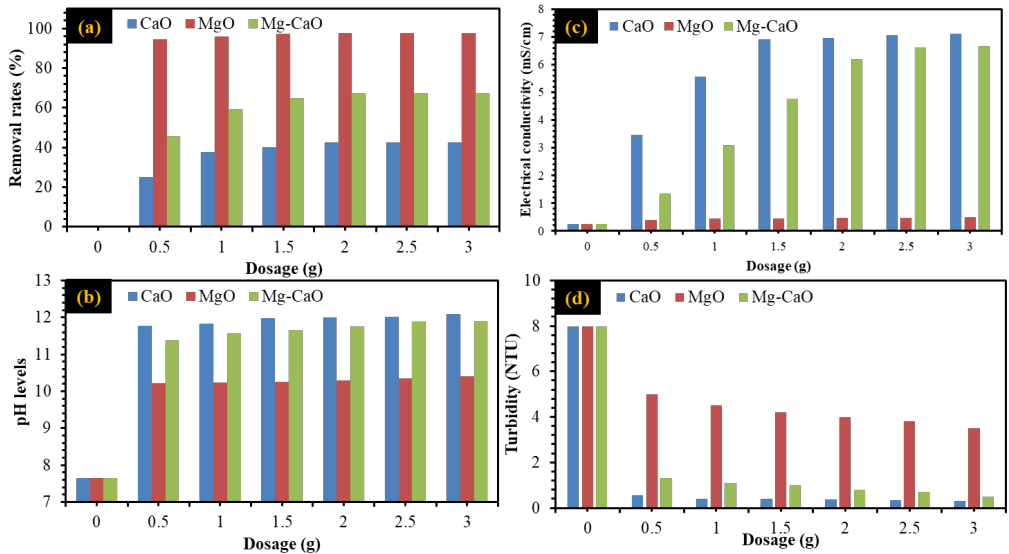 (a)
CaO MgO Mg-CaO
Removal rates (%)
100
80
60
40
20
0
0 0.5 1 1.5 2 2.5 3
Dosage (g)
(c)
CaO MgO Mg-CaO
Electrical conductivity (mS/cm)
8
7
6
5
4
3
2
1
0
0 0.5 1 1.5 2 2.5 3
Dosage (g)
(b)
CaO MgO Mg-CaO
pH levels
13
12
11
10
9
8
7
0 0.5 1 1.5 2 2.5 3
Dosage (g)
(d)
CaO MgO Mg-CaO
Turbidity (NTU)
10
8
6
4
2
0
0 0.5 1 1.5 2 2.5 3
Dosage (g)